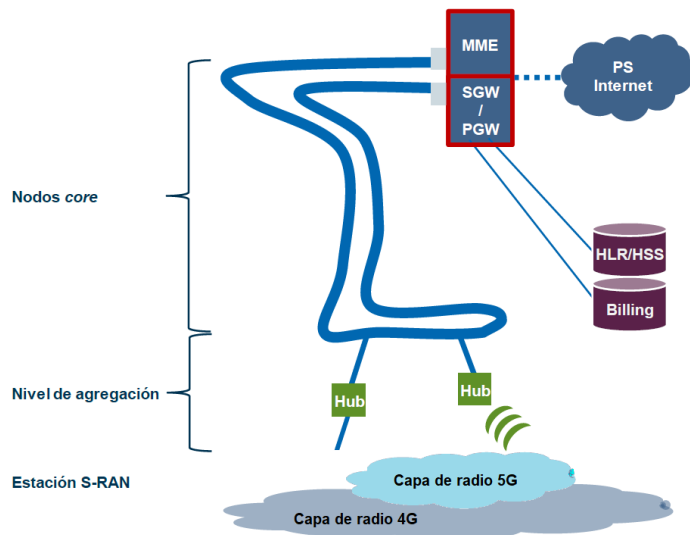 MME
PS
Internet
SGW
/
PGW
Nodos core
HLR/HSS
Billing
Nivel de agregación
Hub
Hub
Estación S-RAN
Capa de radio 5G
Capa de radio 4G